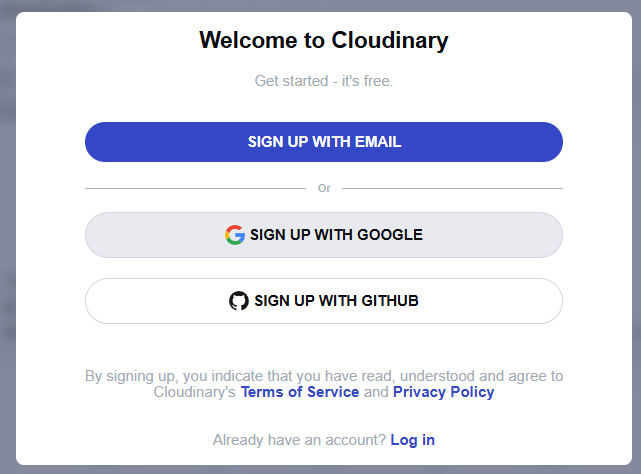 Welcome to Cloudinary
Get started - it's free.
SIGN UP WITH EMAIL
Or
SIGN UP WITH GOOGLE
SIGN UP WITH GITHUB
By signing up, you indicate that you have read, understood and agree to
Cloudinary's Terms of Service and Privacy Policy
Already have an account? Log in